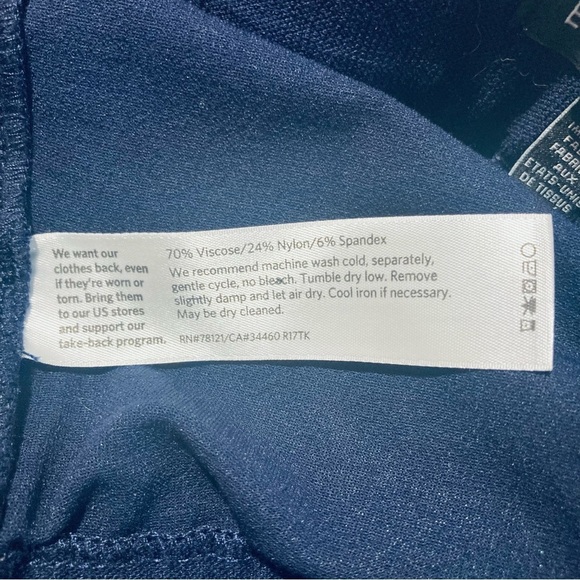 We want our
clothes back, even
if they're worn or
torn. Bring them
to our US stores
and support our
take-back program.
70% Viscose/24% Nylon/6% Spandex
We recommend machine wash cold, separately,
gentle cycle, no bleach. Tumble dry low. Remove
slightly damp and let air dry. Cool iron if necessary.
May be dry cleaned.
RN#78121/CA#34460 R17TK
AUX
ETATS-UNI
DE TISSUS